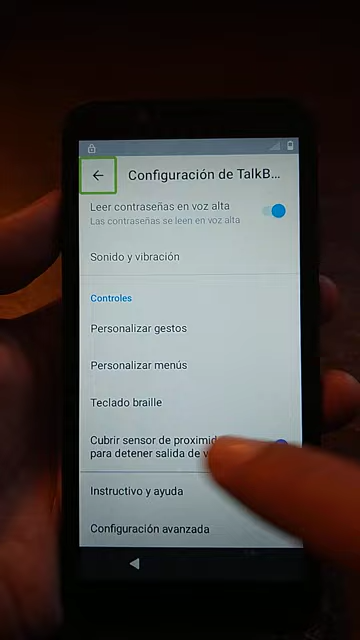 Configuración de TalkB...
Leer contraseñas en voz alta
Las contraseñas se leen en voz alta
Sonido y vibración
Controles
Personalizar gestos
Personalizar menús
Teclado braille
Cubrir sensor de proximid
para detener salida de v
Instructivo y ayuda
Configuración avanzada